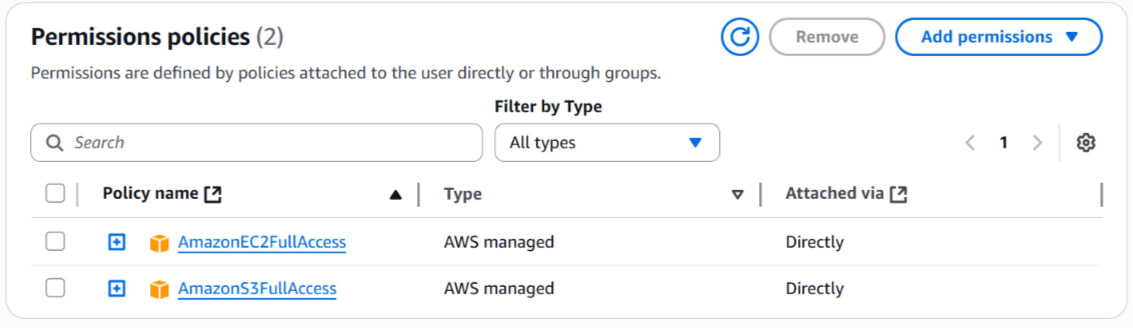 Permissions policies (2)
Remove
Add permissions
Permissions are defined by policies attached to the user directly or through groups.
Filter by Type
Search
All types
1
Policy name
Type
Attached via
AmazonEC2FullAccess
AWS managed
Directly
AmazonS3FullAccess
AWS managed
Directly